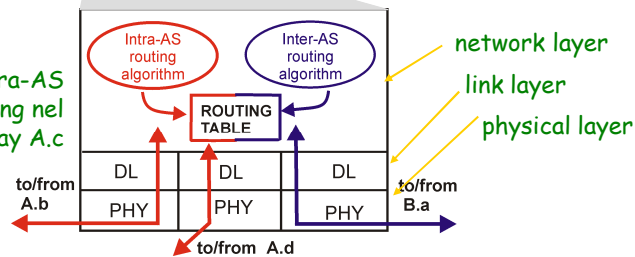 Intra-AS
routing
algorithm
Inter-AS
routing
algorithm
network layer
link layer
physical layer
ra-AS
ng nel
ay A.c
ROUTING
TABLE
DL
DL
DL
PHY
PHY
PHY
to/from
A.b
to/from
B.a
to/from A.d